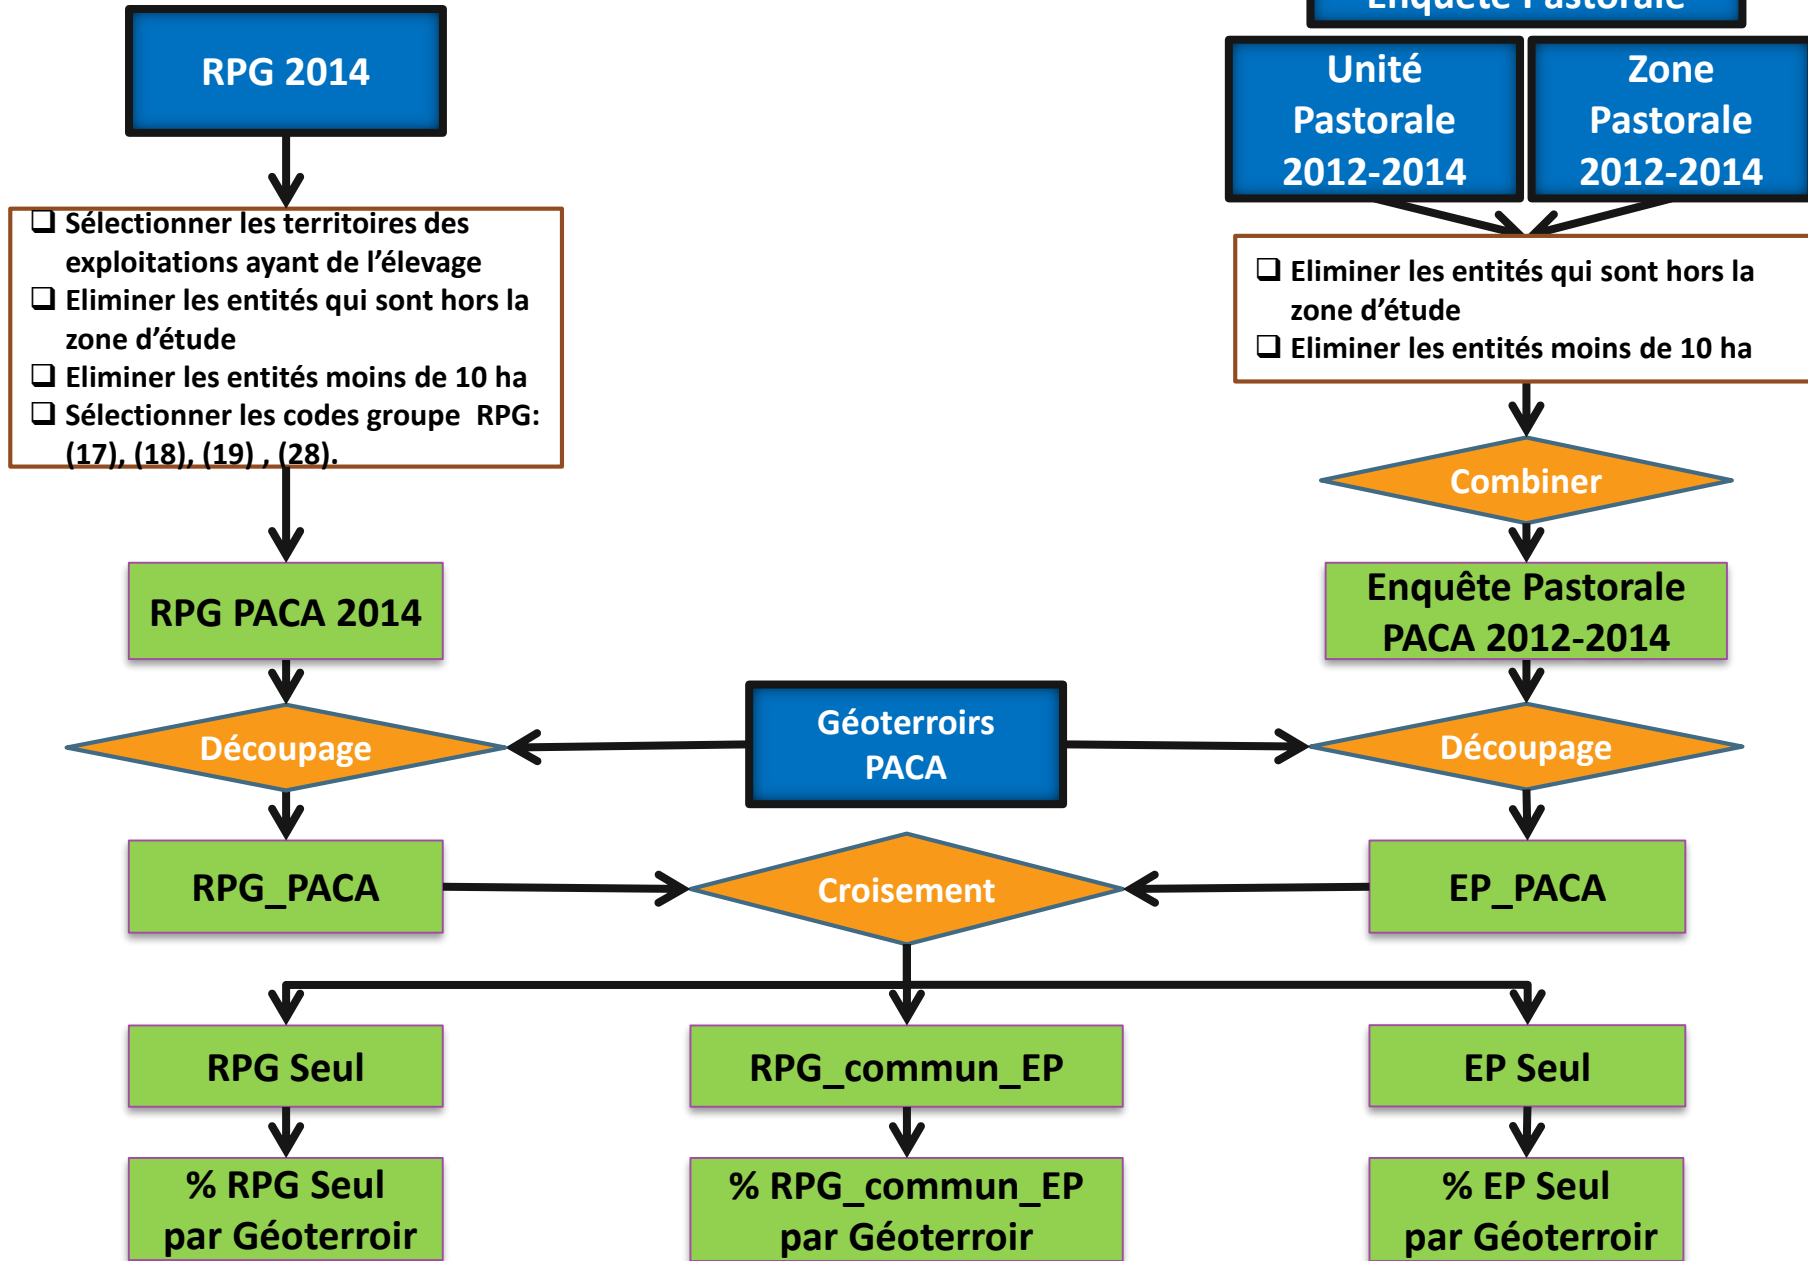 Enquête Pastorale
RPG 2014
Unité
Pastorale
2012-2014
Zone
Pastorale
2012-2014
❑ Sélectionner les territoires des
exploitations ayant de l’élevage
❑ Eliminer les entités qui sont hors la
zone d’étude
❑ Eliminer les entités moins de 10 ha
❑ Sélectionner les codes groupe RPG:
(17), (18), (19) , (28).
❑ Eliminer les entités qui sont hors la
zone d’étude
❑ Eliminer les entités moins de 10 ha
Combiner
RPG PACA 2014
Enquête Pastorale
PACA 2012-2014
Découpage
Géoterroirs
PACA
Découpage
RPG_PACA
Croisement
EP_PACA
RPG Seul
RPG_commun_EP
EP Seul
% RPG Seul
par Géoterroir
% RPG_commun_EP
par Géoterroir
% EP Seul
par Géoterroir